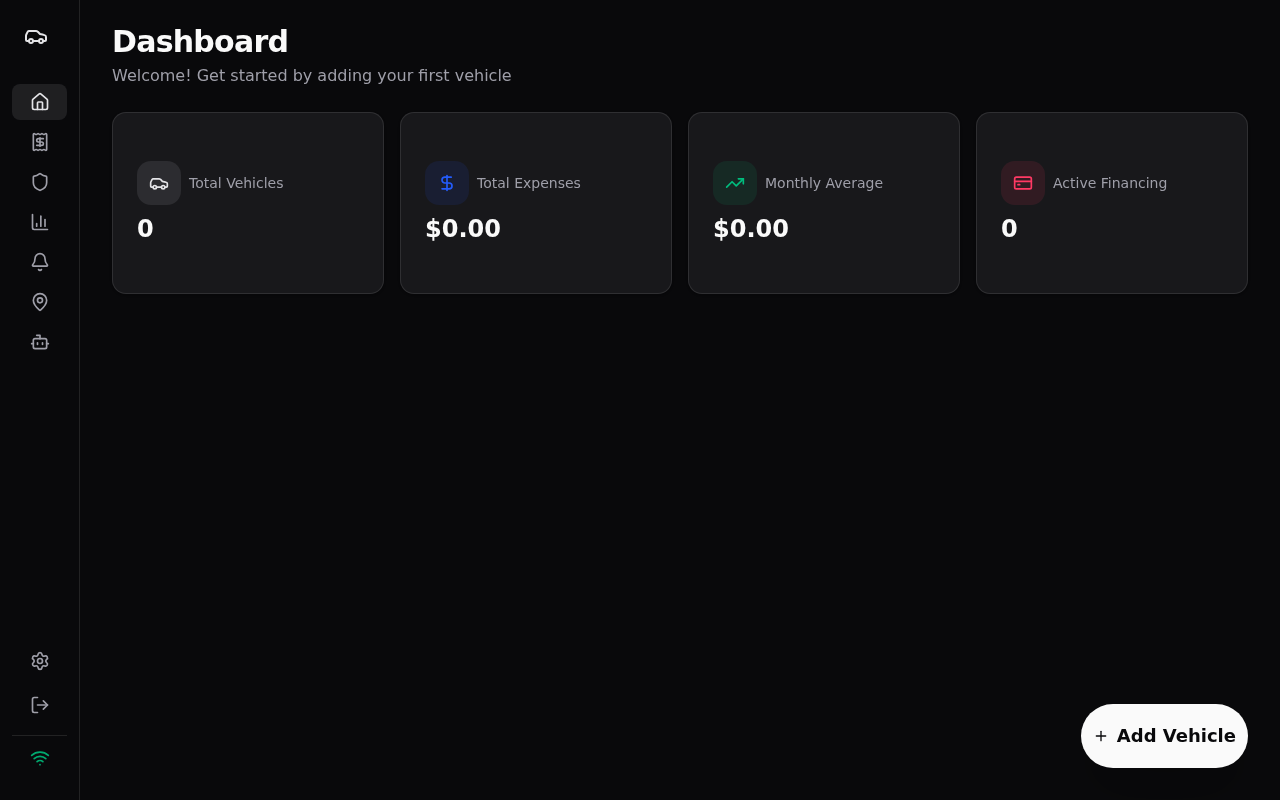 Dashboard
Welcome! Get started by adding your first vehicle
Total Vehicles
0
Total Expenses
$0.00
Monthly Average
$0.00
Active Financing
0
Add Vehicle